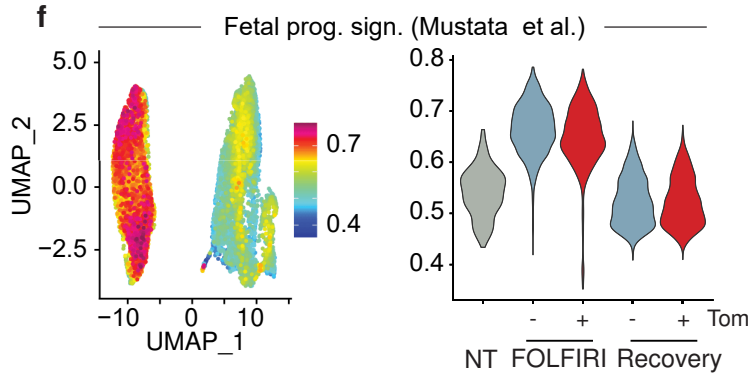 f
Fetal prog. sign. (Mustata et al.)
5.0
2.5
0.0
−2.5
UMAP_2
−10
0
10
UMAP_1
0.7
0.4
0.8
0.7
0.6
0.5
0.4
- + - + Tom
NT FOLFIRI Recovery